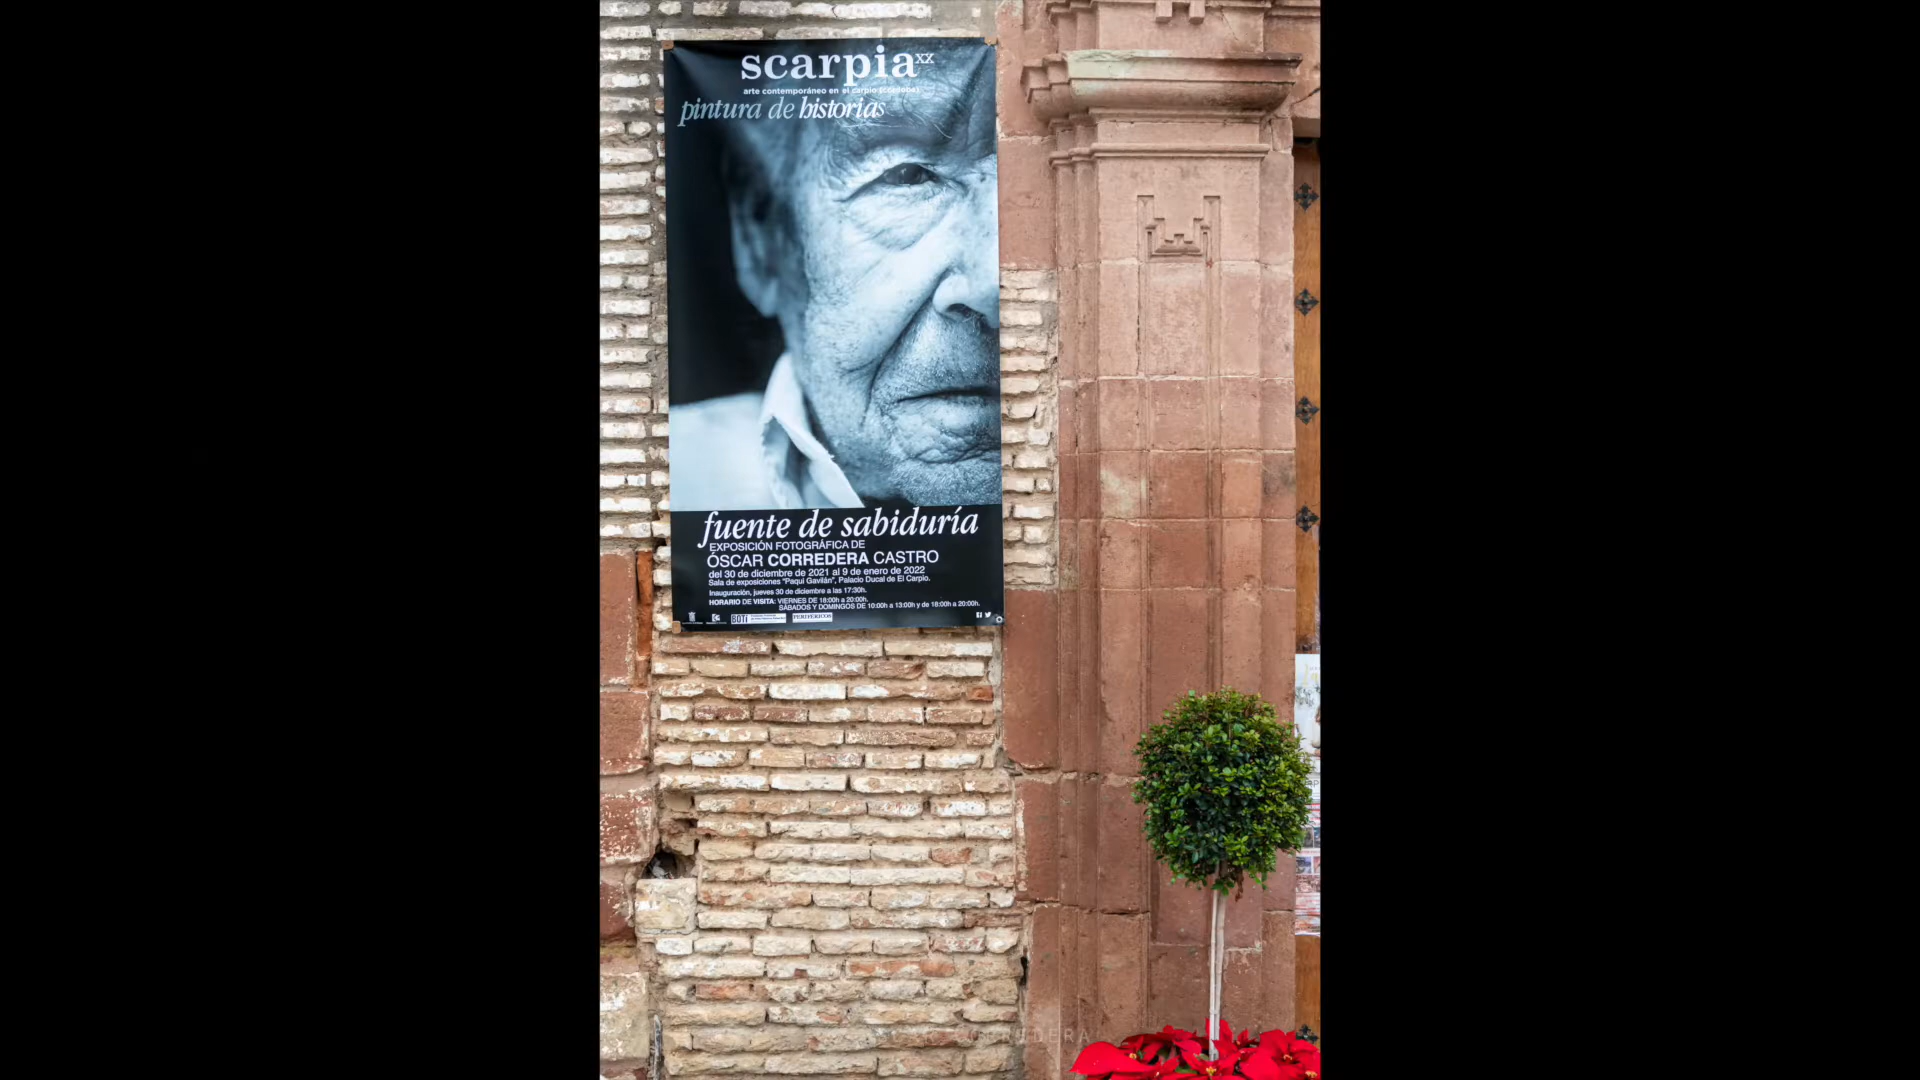 scarpiaxx
arte contemporáneo en el carpio (córdoba)
pintura de historias
fuente de sabiduría
EXPOSICIÓN FOTOGRÁFICA DE
ÓSCAR CORREDERA CASTRO
del 30 de diciembre de 2021 al 9 de enero de 2022
Sala de exposiciones "Paqui Gavilán", Palacio Ducal de El Carpio.
Inauguración, jueves 30 de diciembre a las 17:30h.
HORARIO DE VISITA: VIERNES DE 18:00h a 20:00h.
SÁBADOS Y DOMINGOS DE 10:00h a 13:00h y de 18:00h a 20:00h.
BOTÍ
PERIFÉRICOS